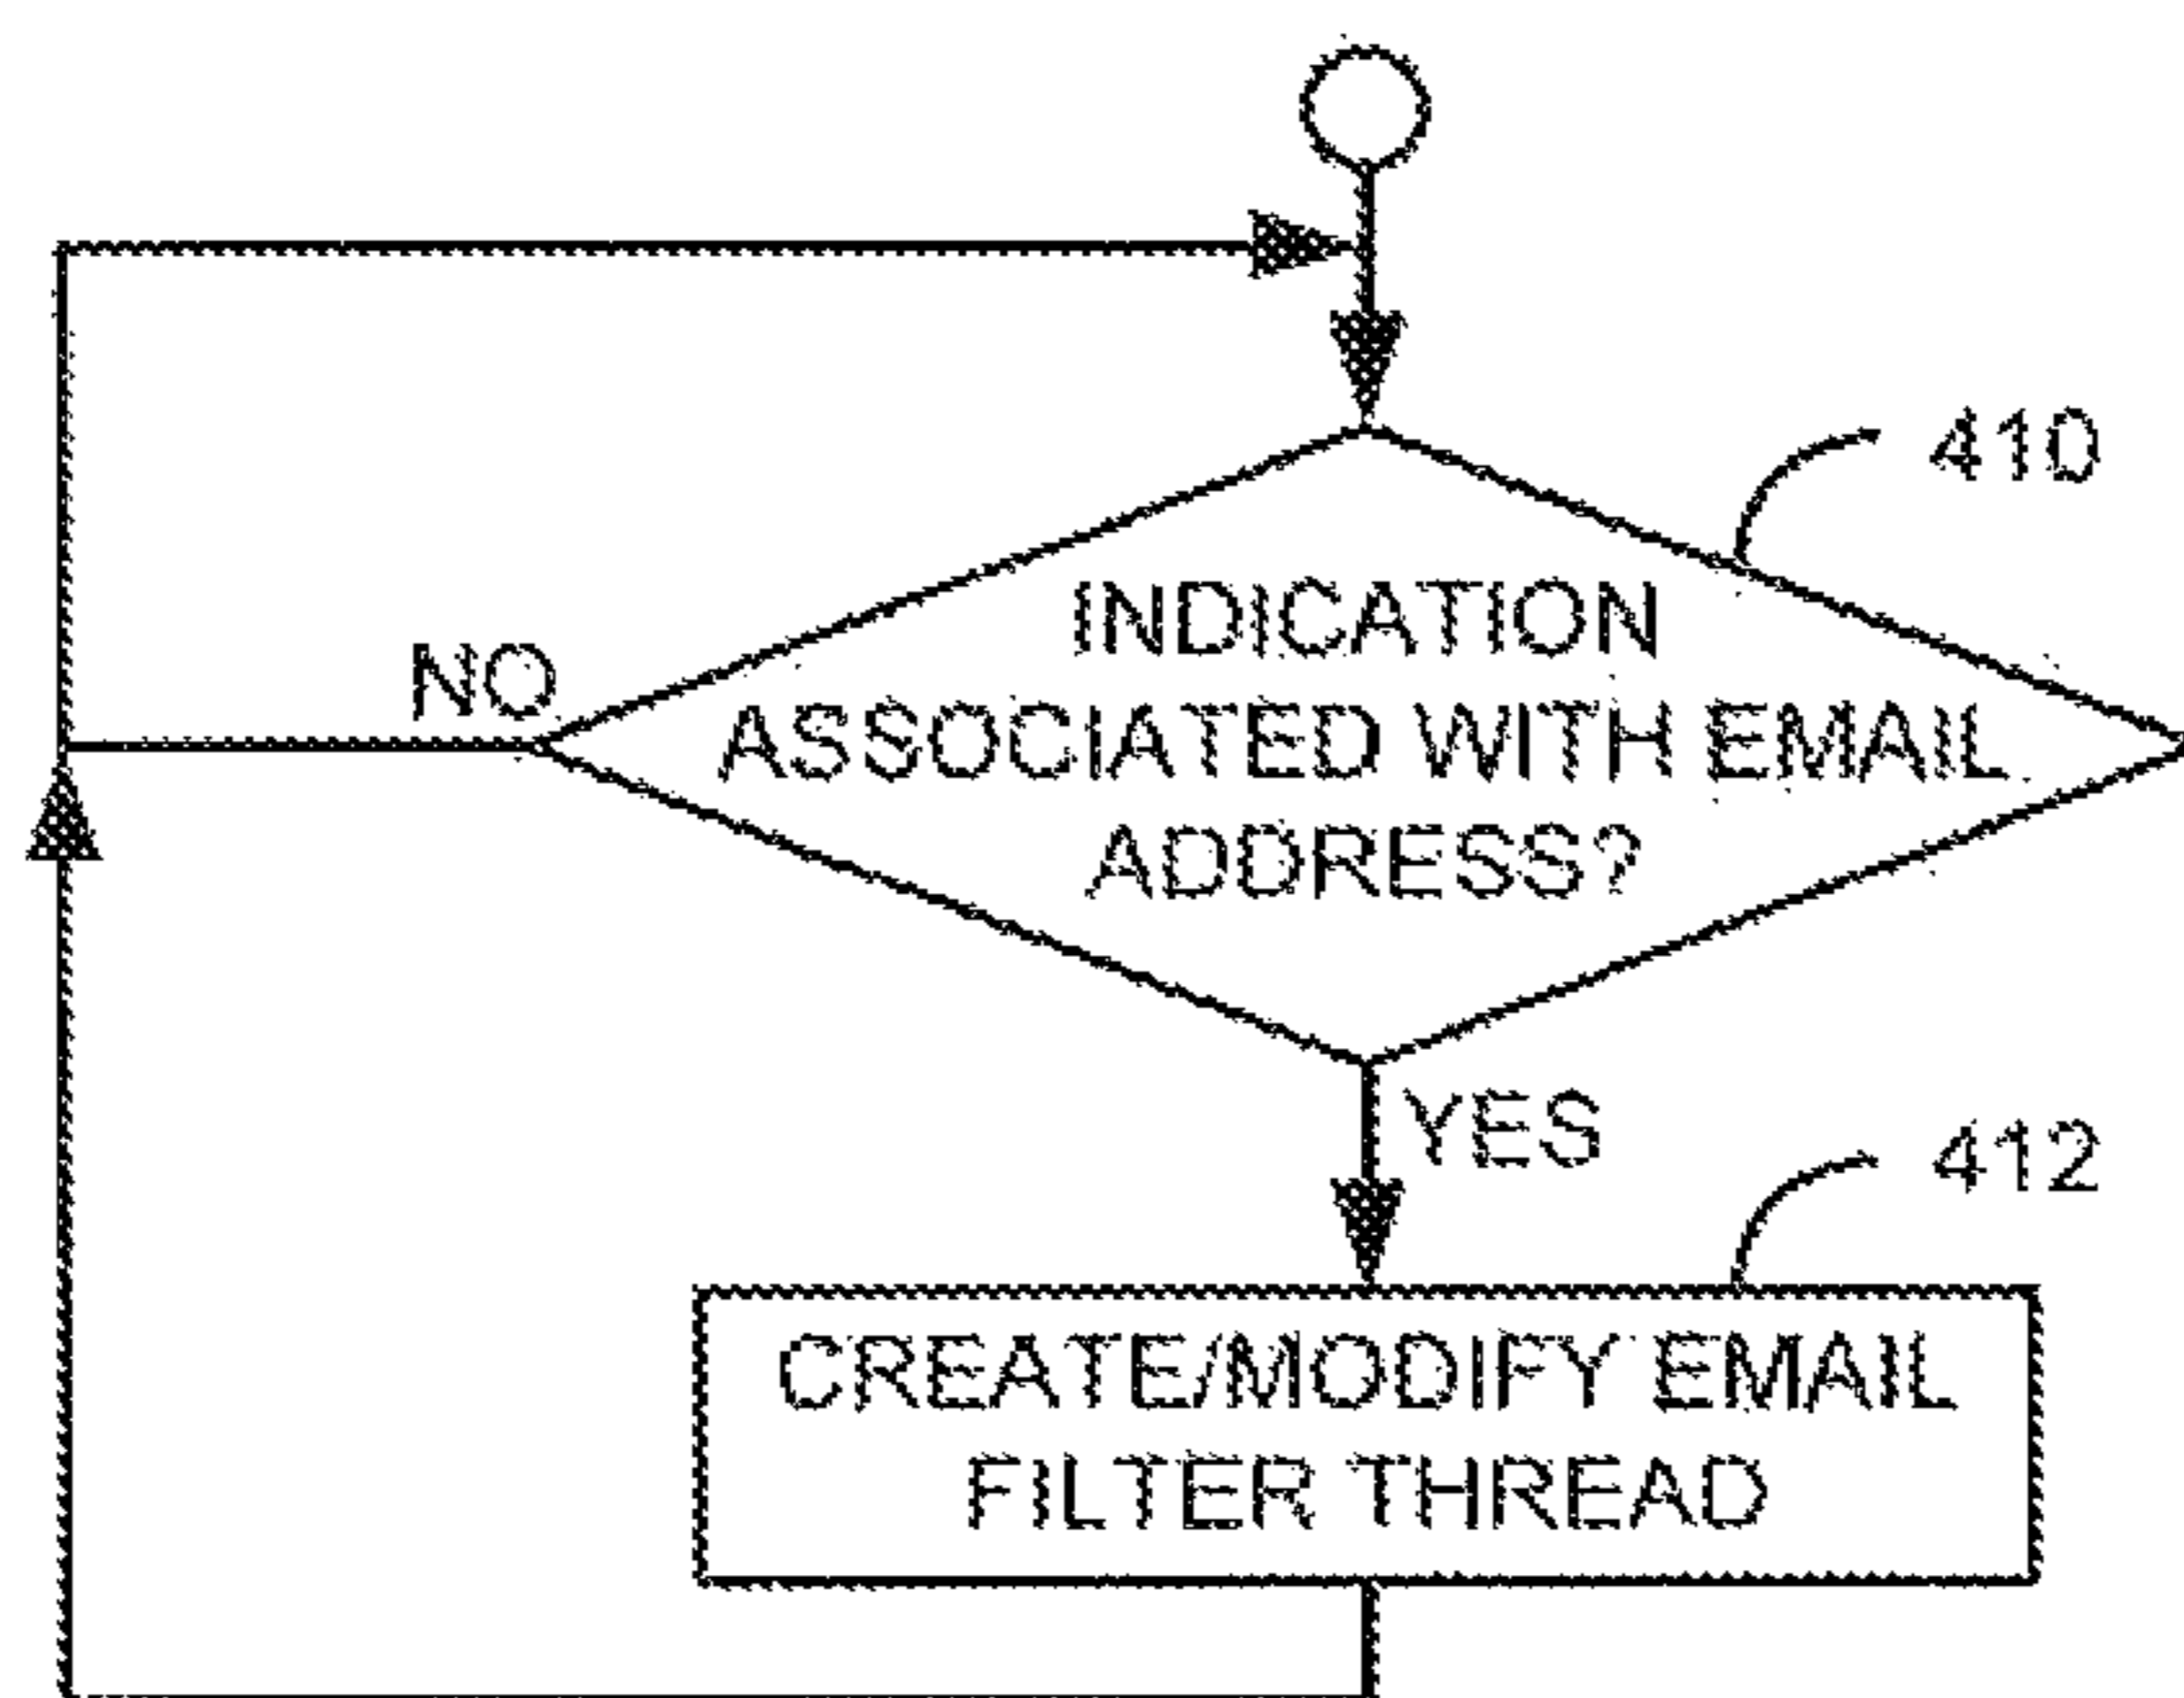 410
INDICATION
NO
ASSOCIATED WITH EMAIL
ADDRESS?
YES
412
CREATE/MODIFY EMAIL
FILTER THREAD